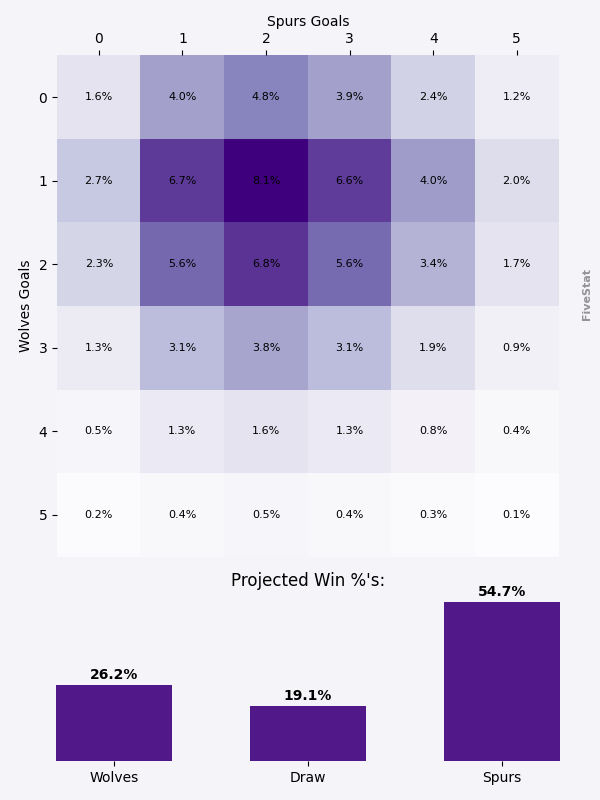 Spurs Goals
0 1 2 3 4 5
0 1.6% 4.0% 4.8% 3.9% 2.4% 1.2%
1 2.7% 6.7% 8.1% 6.6% 4.0% 2.0%
2 2.3% 5.6% 6.8% 5.6% 3.4% 1.7%
3 1.3% 3.1% 3.8% 3.1% 1.9% 0.9%
4 0.5% 1.3% 1.6% 1.3% 0.8% 0.4%
5 0.2% 0.4% 0.5% 0.4% 0.3% 0.1%
Wolves Goals
FiveStat
Projected Win %'s:
26.2% 19.1% 54.7%
Wolves Draw Spurs